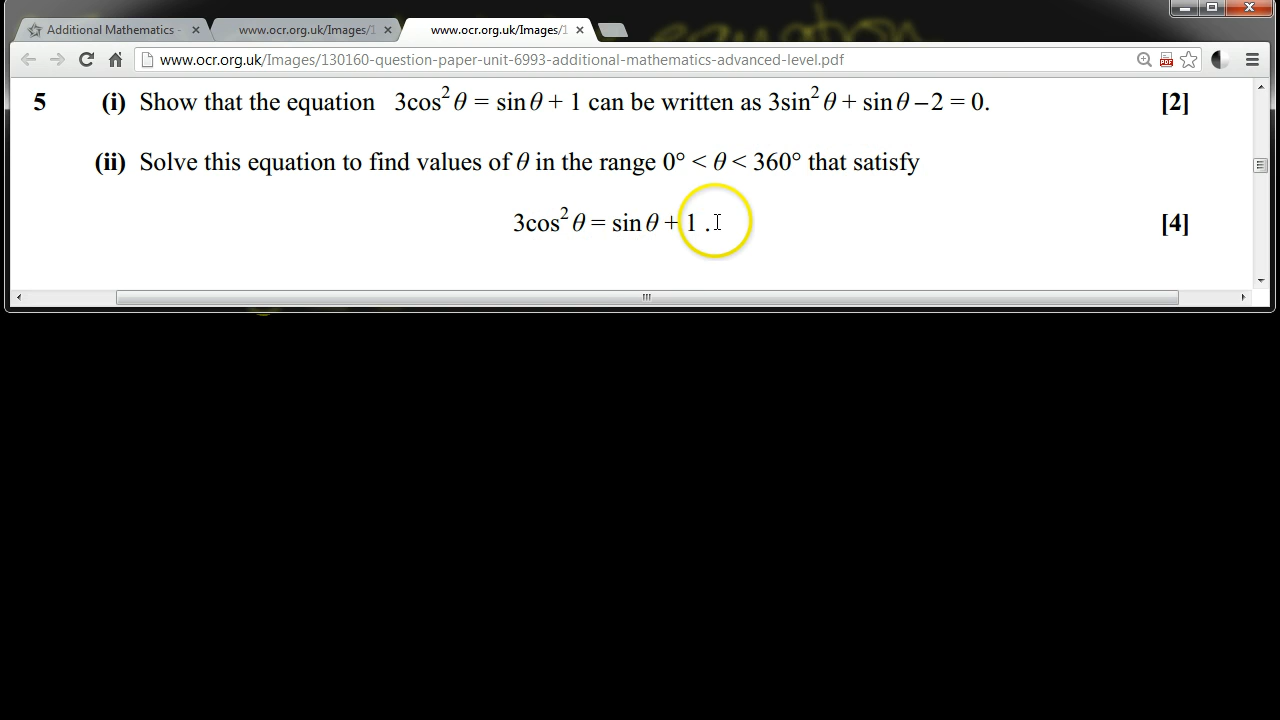 equation
Additional Mathematics -
www.ocr.org.uk/Images/1
www.ocr.org.uk/Images/1
www.ocr.org.uk/Images/130160-question-paper-unit-6993-additional-mathematics-advanced-level.pdf
5 (i) Show that the equation 3cos²θ = sinθ + 1 can be written as 3sin²θ + sinθ – 2 = 0. [2]
(ii) Solve this equation to find values of θ in the range 0° < θ < 360° that satisfy
3cos²θ = sinθ + 1 . [4]